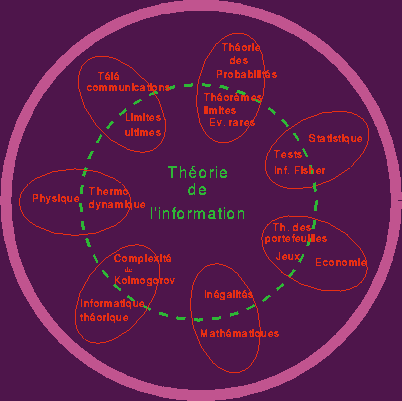 Théorie
des
Probabilités
Théorèmes
limites
Ev. rares
Télé
communications
Limites
ultimes
Statistique
Tests
Inf. Fisher
Théorie
de
l'information
Physique
Thermo
dynamique
Th. des
portefeuilles
Jeux
Economie
Complexité
de
Kolmogorov
Informatique
théorique
Inégalités
Mathématiques